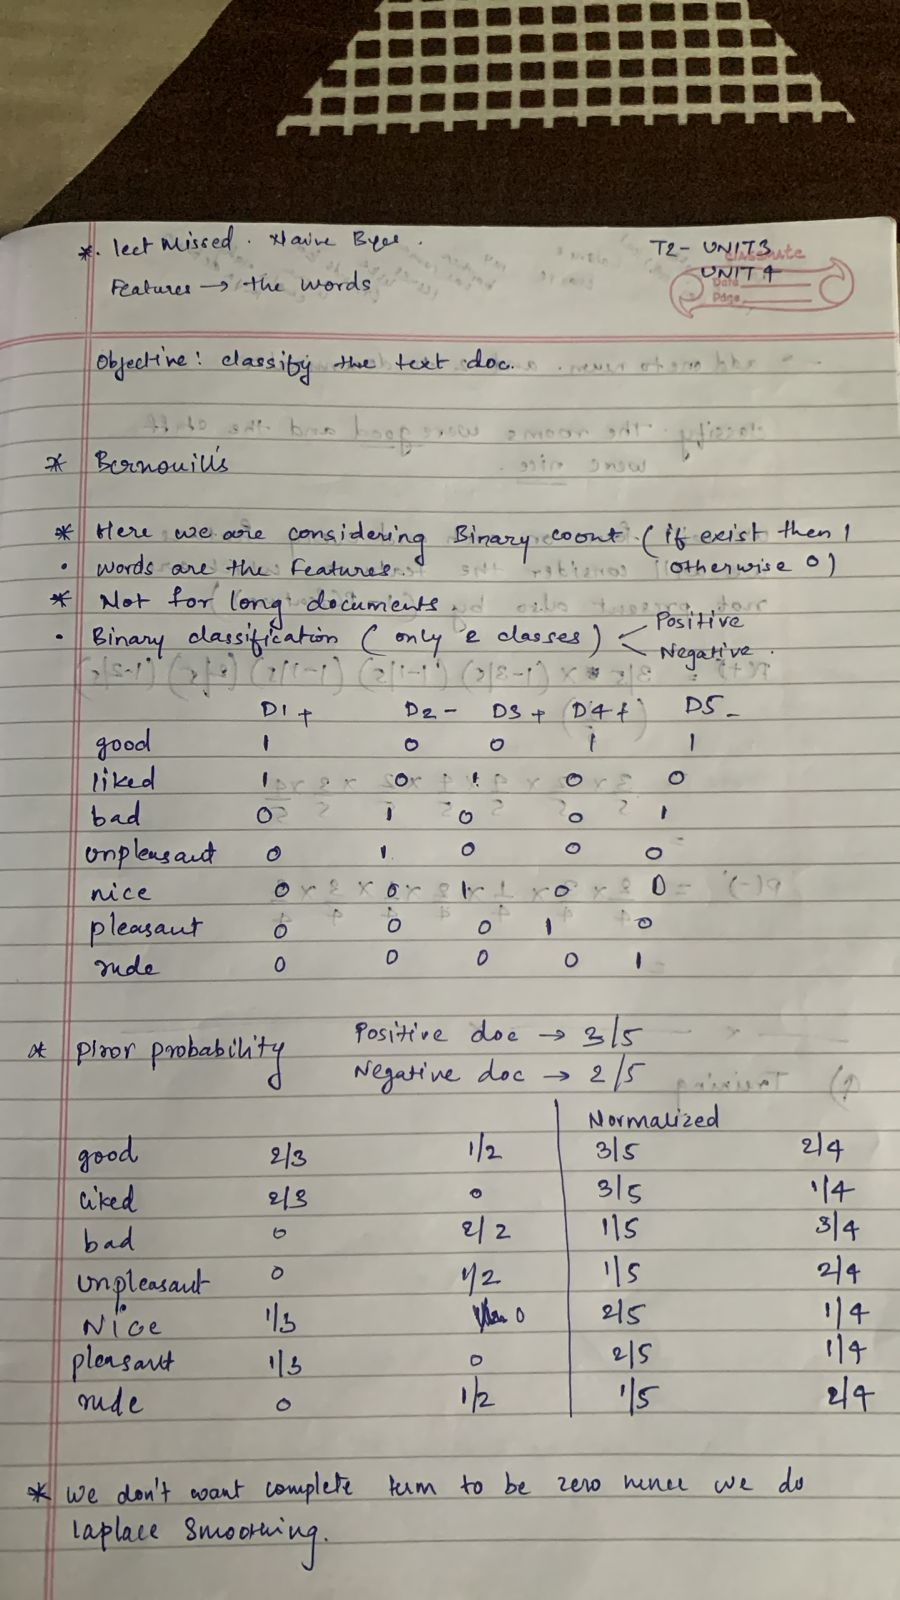 *. lect Missed. Naive Byes.
T2- UNIT3
UNIT 4
classmate
Date
Page
Features → the words
Objective: classify the text doc.
* Bernouill's
* Here we are considering Binary count. (if exist then 1
• words are the Features. otherwise 0)
* Not for long documents.
• Binary classification (only 2 classes) Positive
Negative.
D1+ D2- D3+ D4+ D5-
good 1 0 0 1 1
liked 1 0 1 0 0
bad 0 1 0 0 1
unpleasant 0 1 0 0 0
nice 0 0 1 0 0
pleasant 0 0 0 1 0
rude 0 0 0 0 1
* Prior probability Positive doc → 3/5
Negative doc → 2/5
Normalized
good 2/3 1/2 3/5 2/4
liked 2/3 0 3/5 1/4
bad 0 2/2 1/5 3/4
unpleasant 0 1/2 1/5 2/4
Nice 1/3 0 2/5 1/4
pleasant 1/3 0 2/5 1/4
rude 0 1/2 1/5 2/4
* We don't want complete term to be zero hence we do
laplace smoothing.